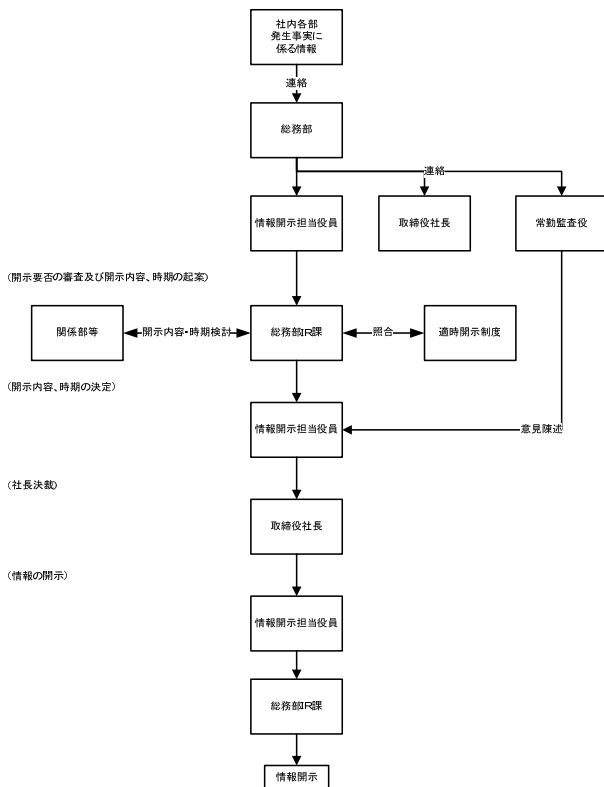 社内各部
発生事実に
係る情報
連絡
総務部
連絡
情報開示担当役員
取締役社長
常勤監査役
(開示要否の審査及び開示内容、時期の起案)
関係部等
開示内容・時期検討
総務部IR課
照合
適時開示制度
(開示内容、時期の決定)
情報開示担当役員
意見陳述
(社長決裁)
取締役社長
(情報の開示)
情報開示担当役員
総務部IR課
情報開示